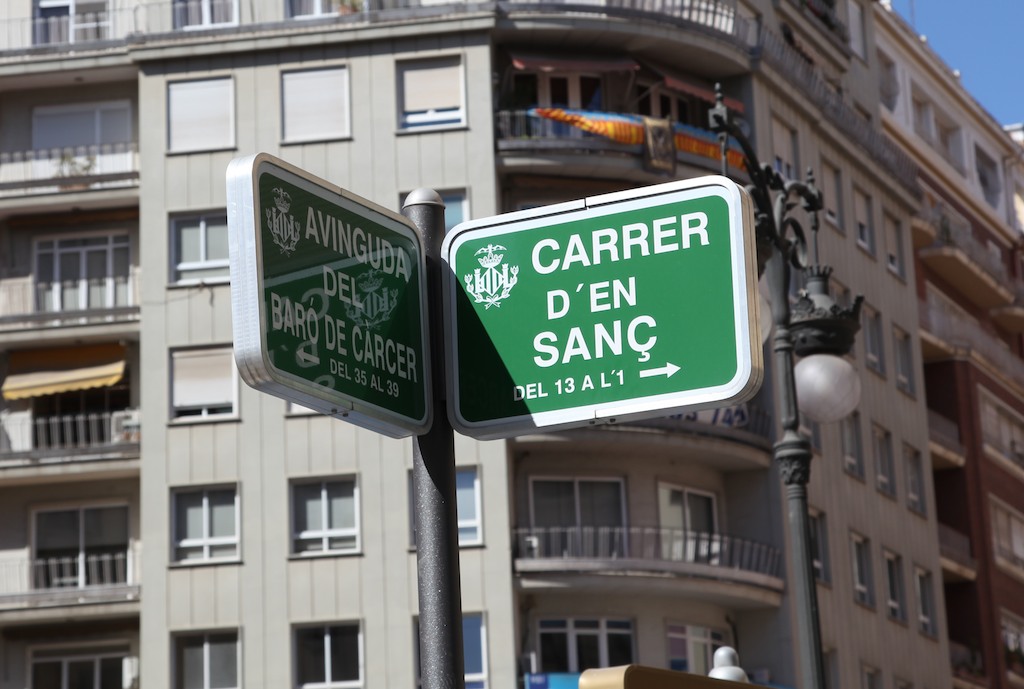 AVINGUDA
DEL
BARÓ DE CÀRCER
DEL 35 AL 39
CARRER
D´EN
SANÇ
DEL 13 A L´1 →